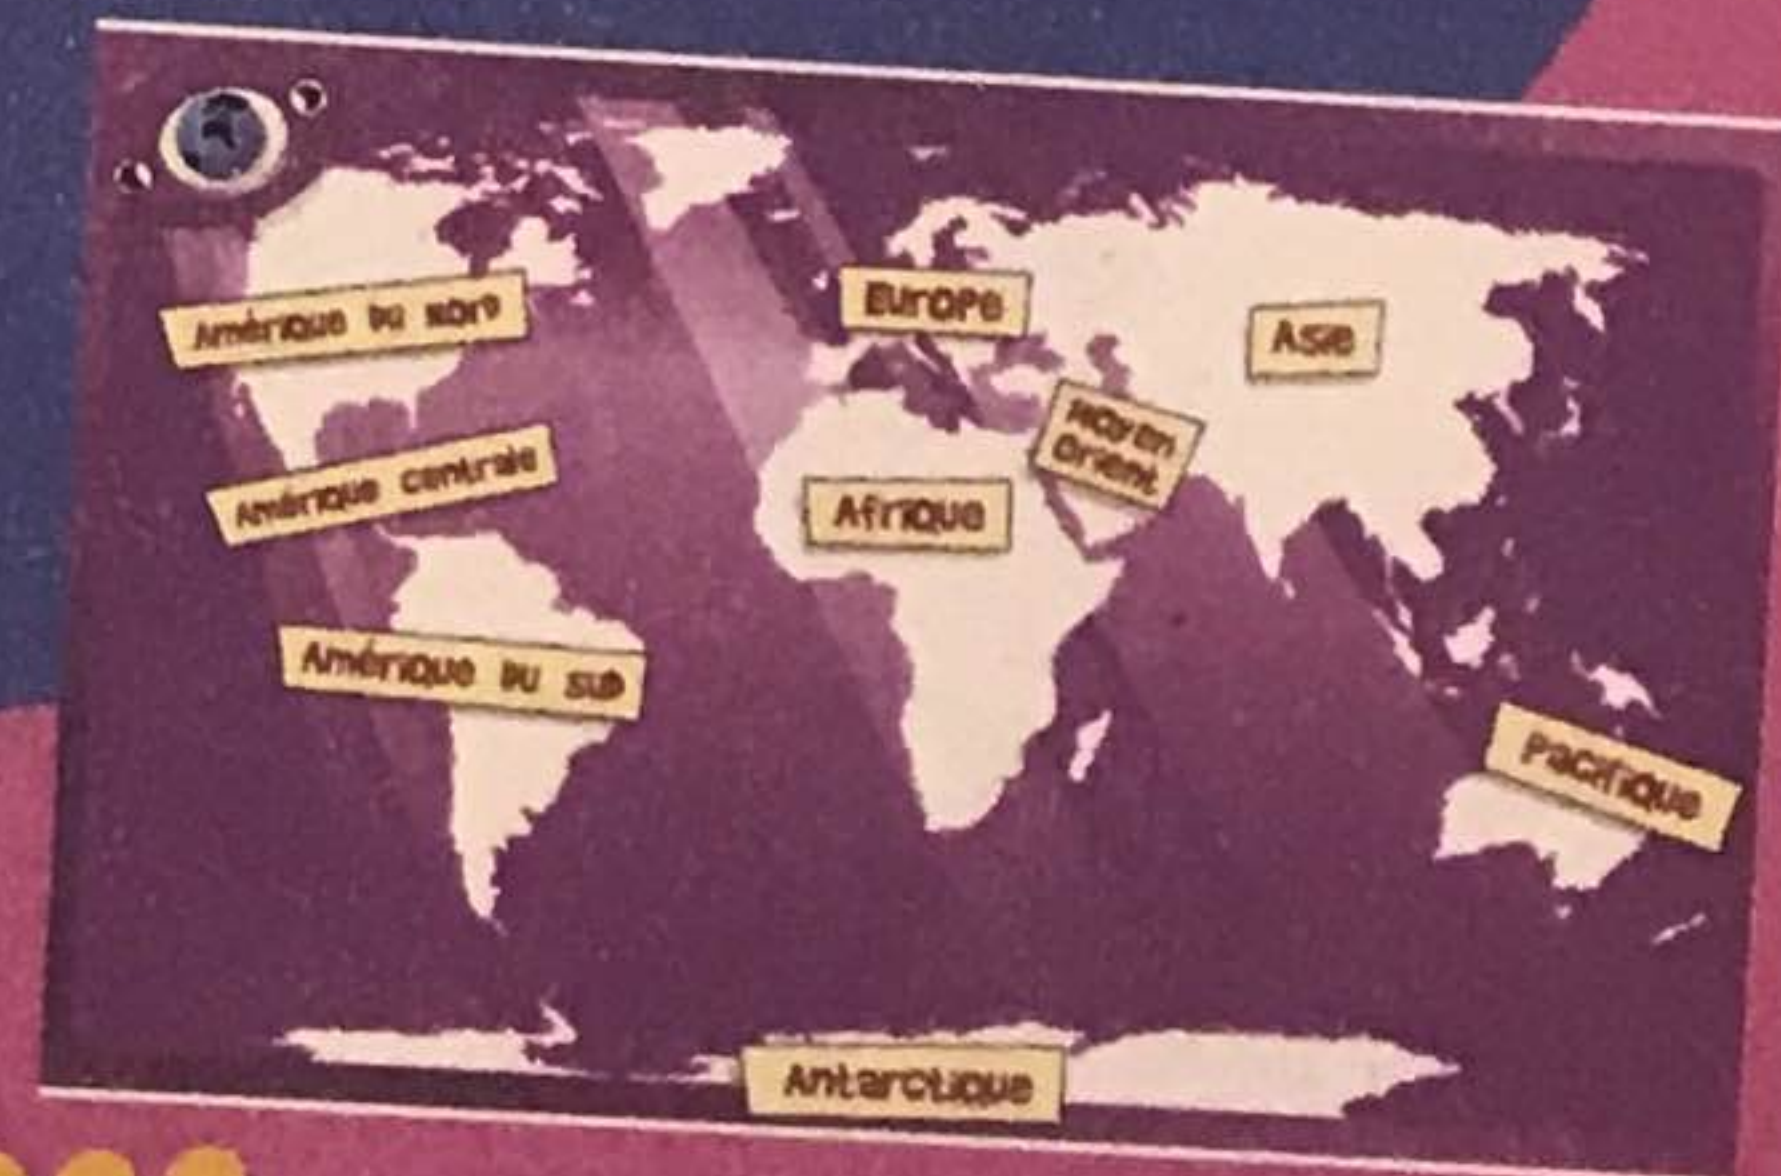 Amérique du Nord
Europe
Asie
Moyen
Orient
Amérique centrale
Afrique
Amérique du sud
Pacifique
Antarctique